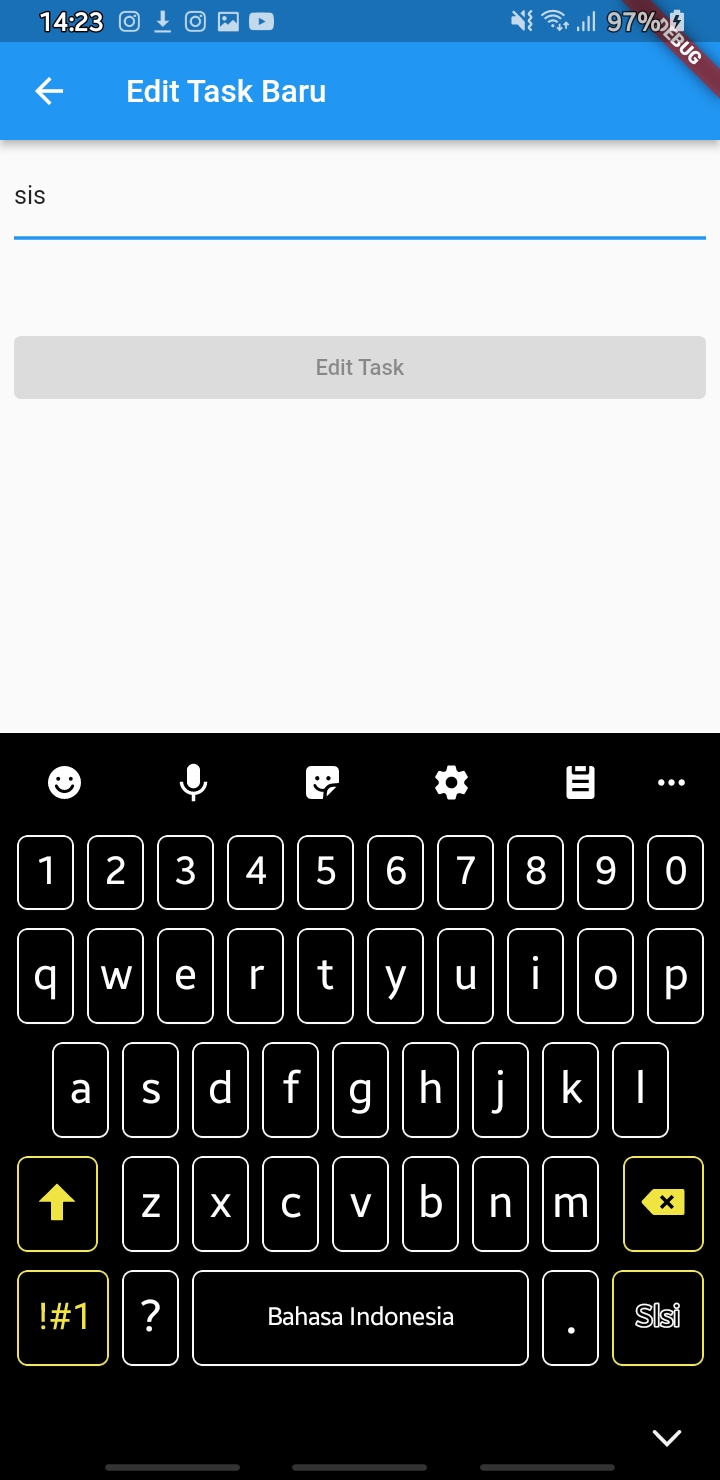 14:23 97%
DEBUG
Edit Task Baru
sis
Edit Task
1 2 3 4 5 6 7 8 9 0
q w e r t y u i o p
a s d f g h j k l
z x c v b n m
!#1 ? Bahasa Indonesia . Slsi